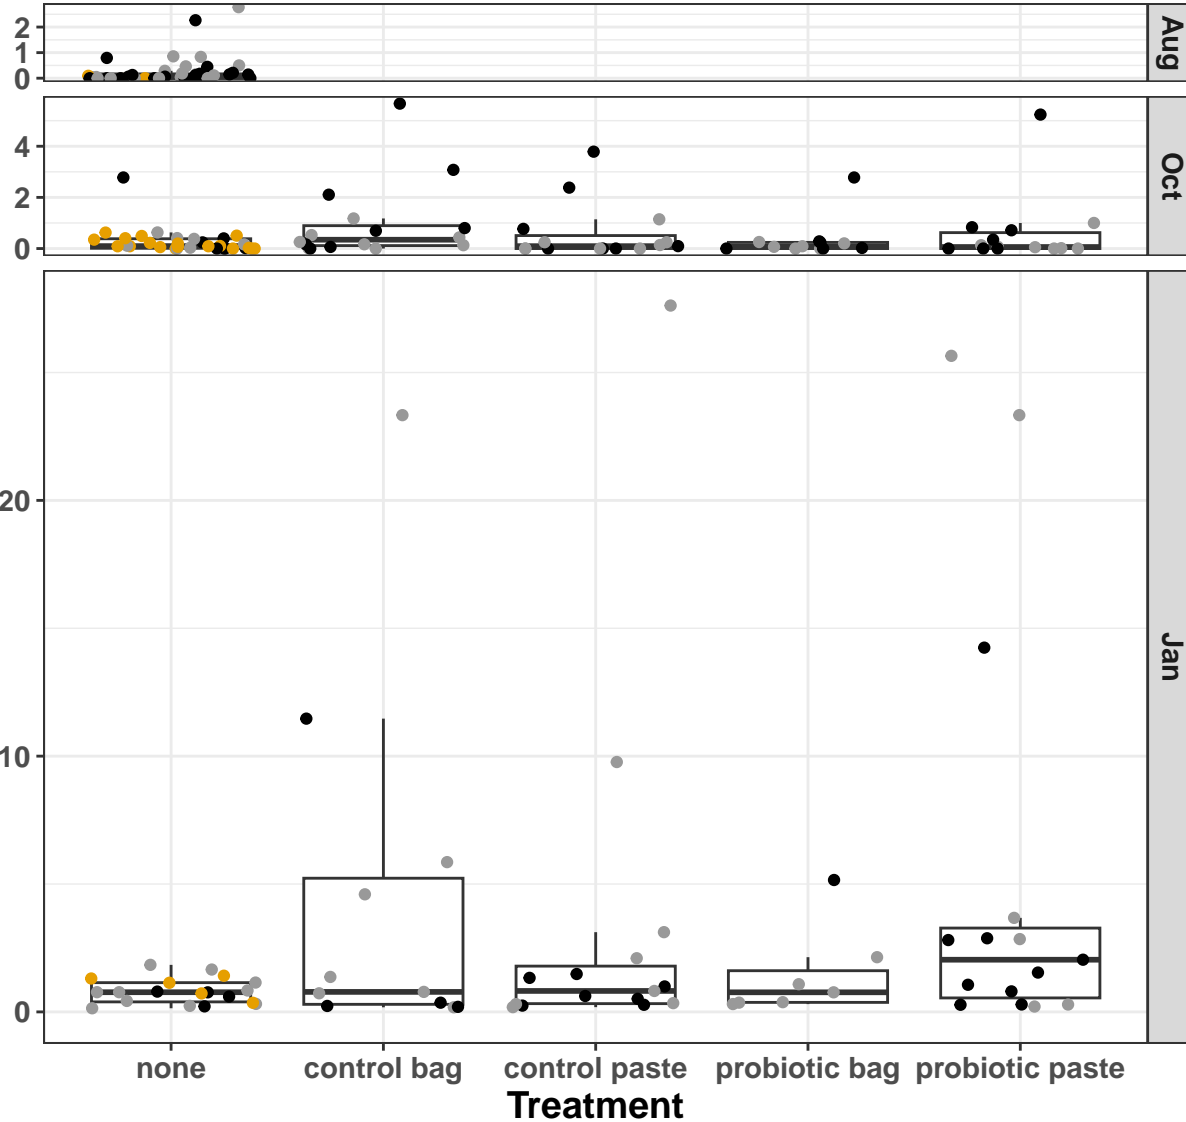 2
1
0
Aug
4
2
0
Oct
20
10
0
Jan
none control bag control paste probiotic bag probiotic paste
Treatment